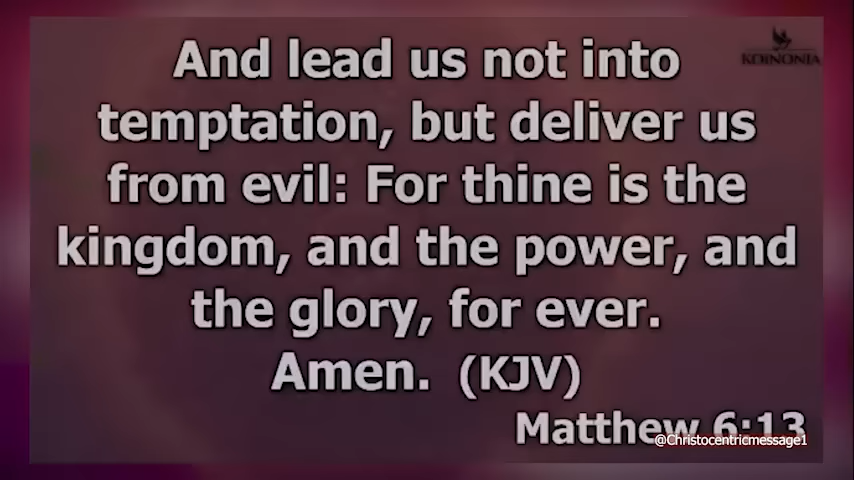 KOINONIA
And lead us not into
temptation, but deliver us
from evil: For thine is the
kingdom, and the power, and
the glory, for ever.
Amen. (KJV)
Matthew 6:13
@Christocentricmessage1